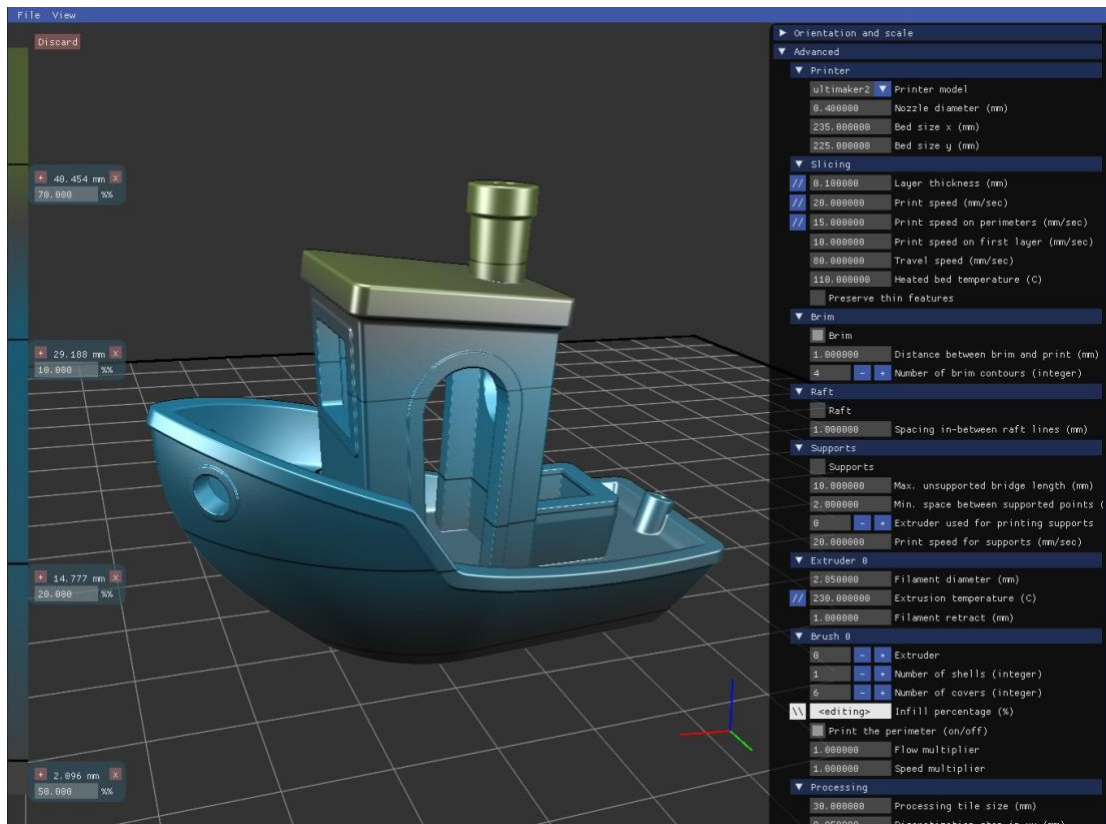 File View
Discard
+ 40.454 mm x
70.000 %%
+ 29.108 mm x
10.000 %%
+ 14.777 mm x
20.000 %%
+ 2.096 mm x
50.000 %%
Orientation and scale
Advanced
Printer
ultimaker2 Printer model
0.400000 Nozzle diameter (mm)
235.000000 Bed size x (mm)
225.000000 Bed size y (mm)
Slicing
// 0.100000 Layer thickness (mm)
// 20.000000 Print speed (mm/sec)
// 15.000000 Print speed on perimeters (mm/sec)
10.000000 Print speed on first layer (mm/sec)
80.000000 Travel speed (mm/sec)
110.000000 Heated bed temperature (C)
Preserve thin features
Brim
Brim
1.000000 Distance between brim and print (mm)
4 - + Number of brim contours (integer)
Raft
Raft
1.000000 Spacing in-between raft lines (mm)
Supports
Supports
10.000000 Max. unsupported bridge length (mm)
2.000000 Min. space between supported points (
0 - + Extruder used for printing supports
20.000000 Print speed for supports (mm/sec)
Extruder 0
2.850000 Filament diameter (mm)
// 230.000000 Extrusion temperature (C)
1.000000 Filament retract (mm)
Brush 0
0 - + Extruder
1 - + Number of shells (integer)
6 - + Number of covers (integer)
\\ <editing> Infill percentage (%)
Print the perimeter (on/off)
1.000000 Flow multiplier
1.000000 Speed multiplier
Processing
30.000000 Processing tile size (mm)